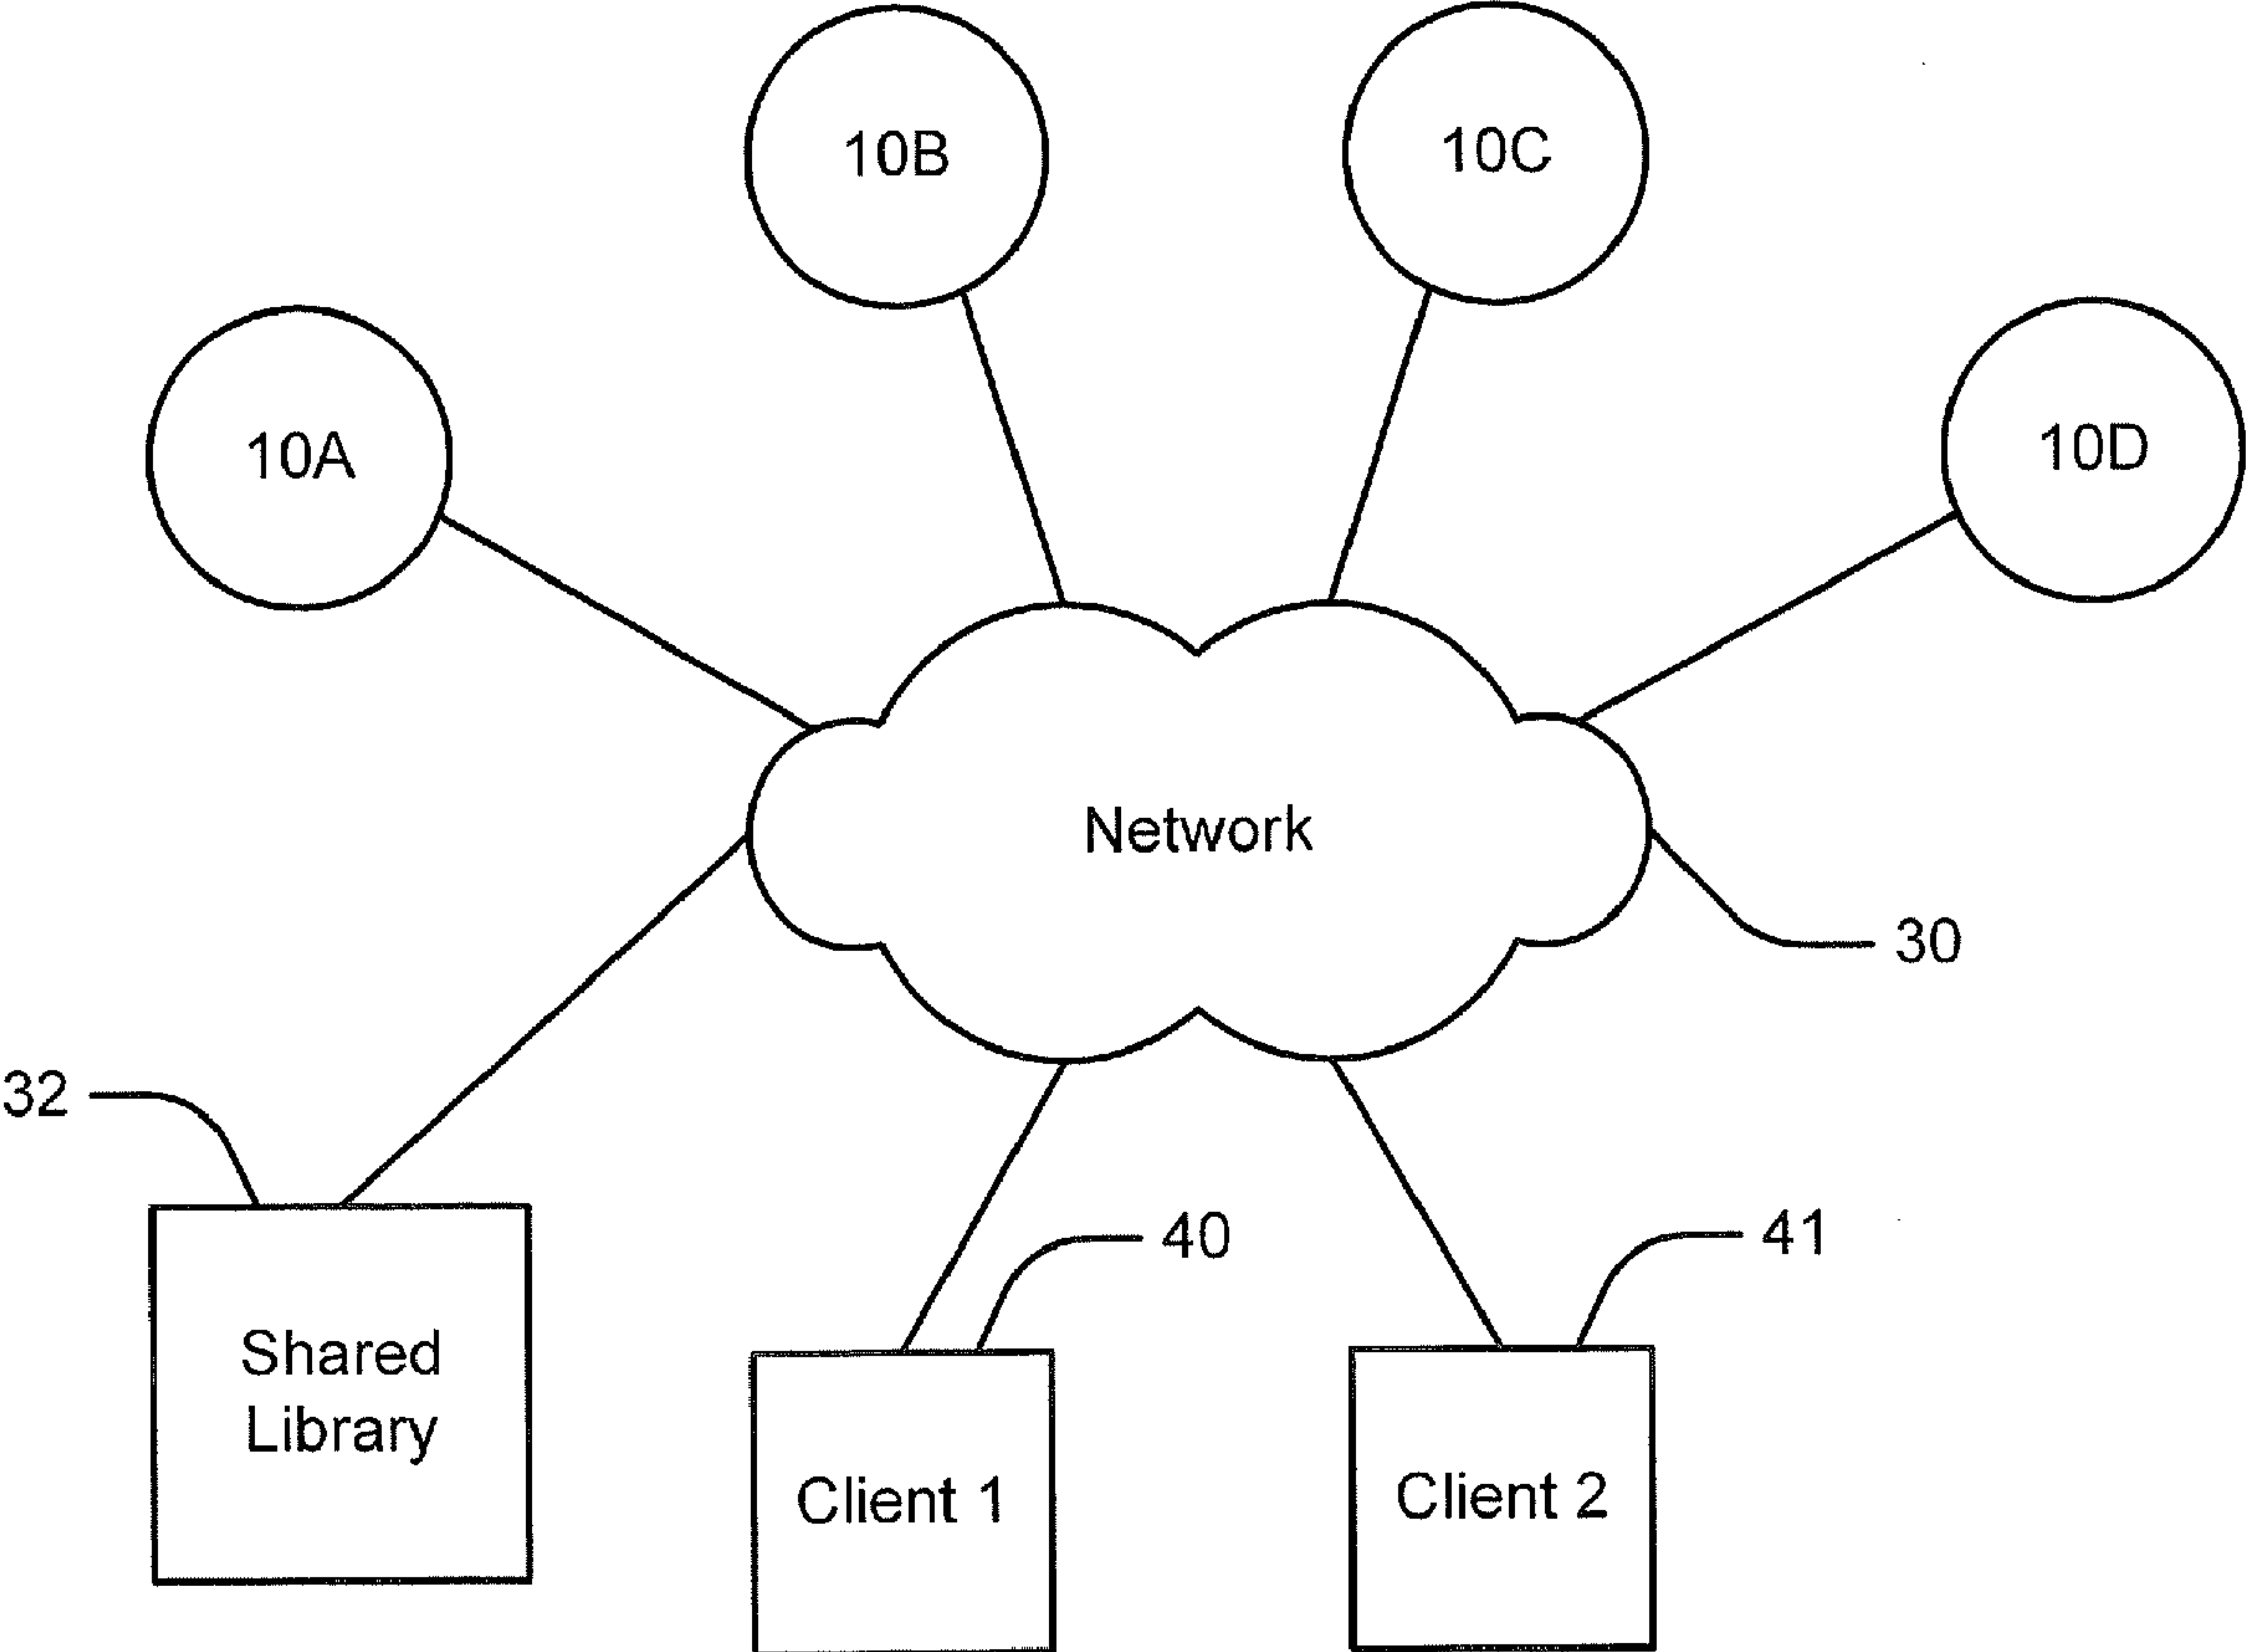 10B
10C
10A
10D
Network
30
32
40
41
Shared
Library
Client 1
Client 2